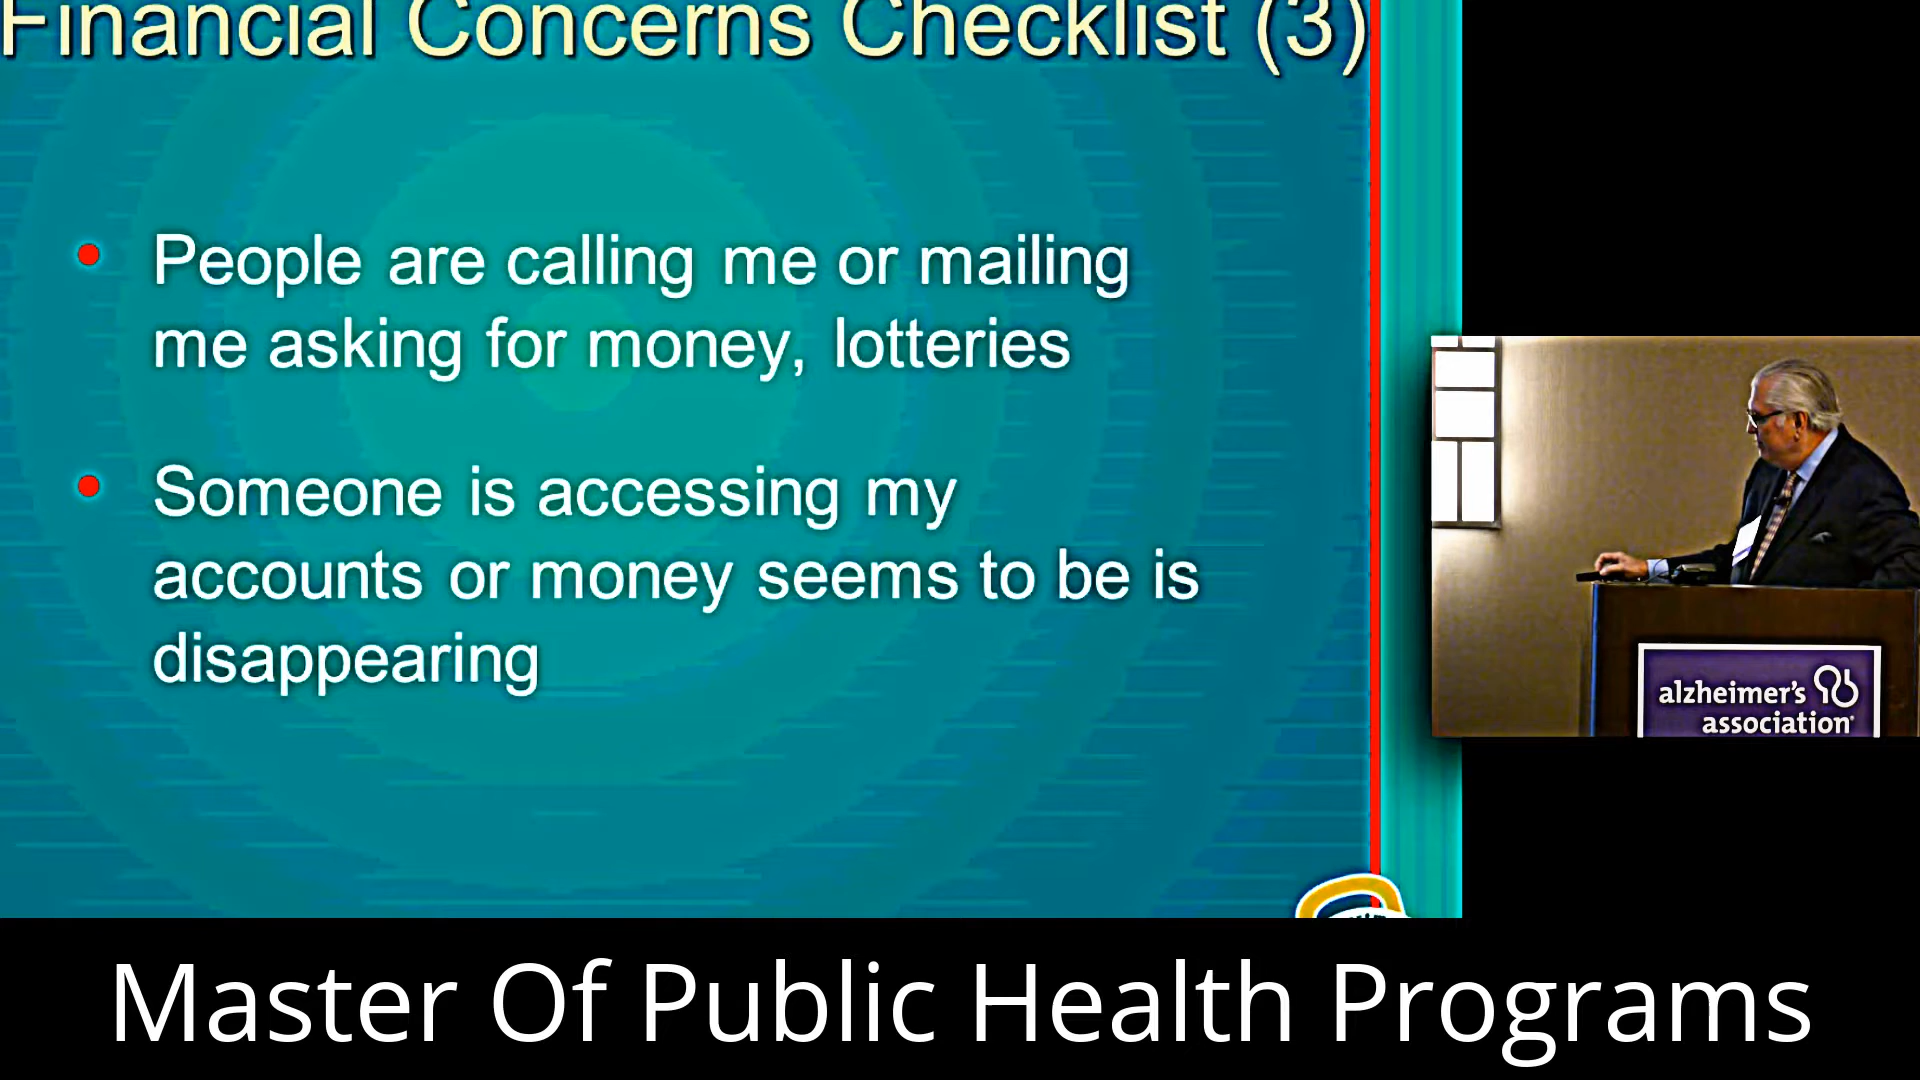 Financial Concerns Checklist (3)
People are calling me or mailing
me asking for money, lotteries
Someone is accessing my
accounts or money seems to be is
disappearing
alzheimer's
association
Master Of Public Health Programs